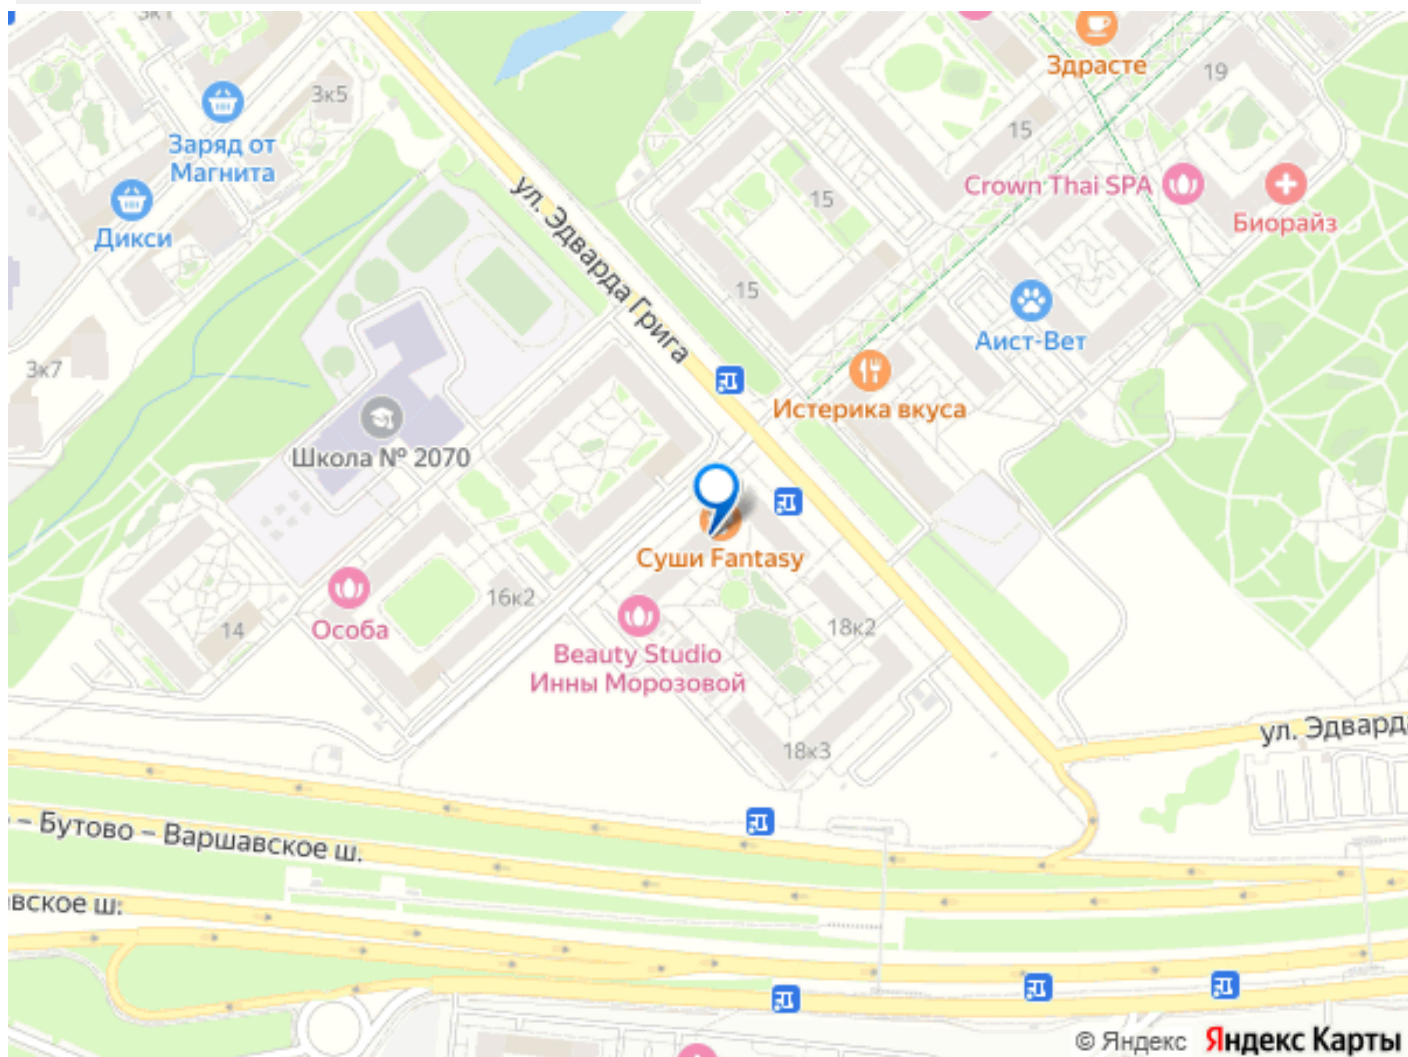 3к1
3к5
Здрасте
19
Заряд от
Магнита
15
Crown Thai SPA
Биорайз
Дикси
15
ул. Эдварда Грига
15
Аист-Вет
3к7
Истерика вкуса
Школа № 2070
Суши Fantasy
16к2
14
Особа
18к2
Beauty Studio
Инны Морозовой
ул. Эдварда
18к3
– Бутово – Варшавское ш.
вское ш.
© Яндекс Яндекс Карты